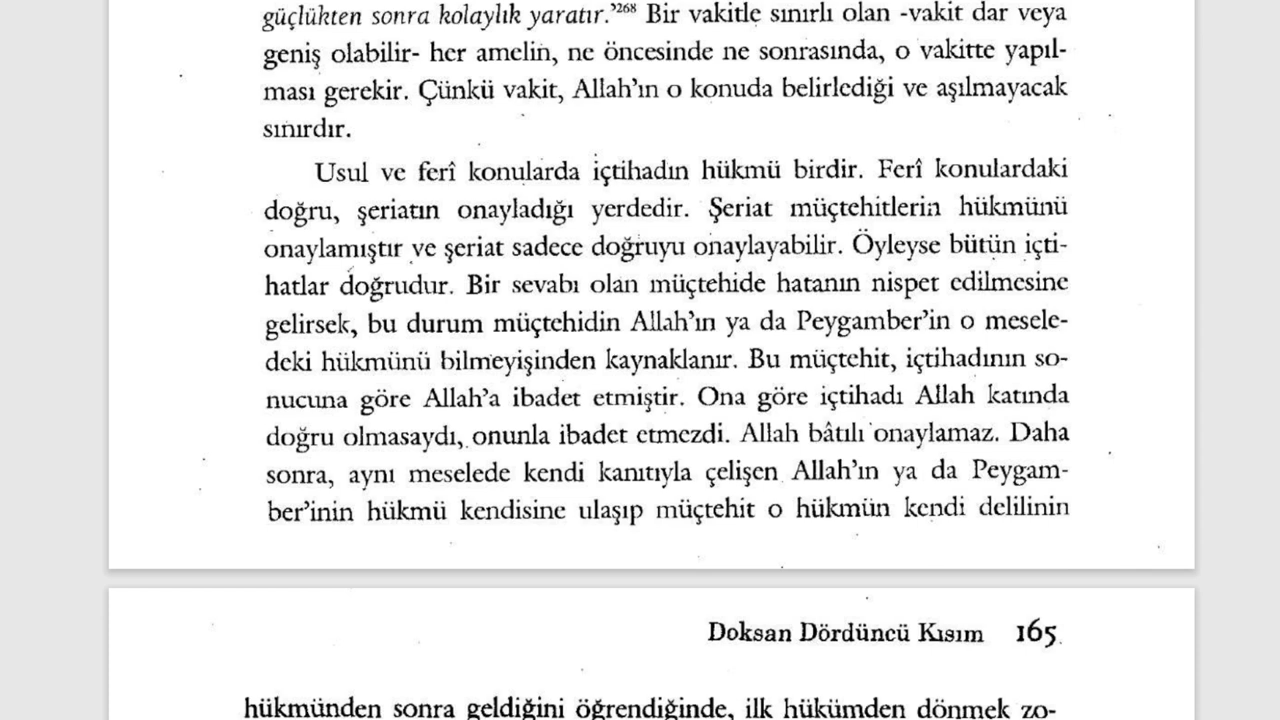 güçlükten sonra kolaylık yaratır.’²⁶⁸ Bir vakitle sınırlı olan -vakit dar veya
geniş olabilir- her amelin, ne öncesinde ne sonrasında, o vakitte yapıl-
ması gerekir. Çünkü vakit, Allah’ın o konuda belirlediği ve aşılmayacak
sınırdır.
Usul ve ferî konularda içtihadın hükmü birdir. Ferî konulardaki
doğru, şeriatın onayladığı yerdedir. Şeriat müçtehitlerin hükmünü
onaylamıştır ve şeriat sadece doğruyu onaylayabilir. Öyleyse bütün içti-
hatlar doğrudur. Bir sevabı olan müçtehide hatanın nispet edilmesine
gelirsek, bu durum müçtehidin Allah’ın ya da Peygamber’in o mesele-
deki hükmünü bilmeyişinden kaynaklanır. Bu müçtehit, içtihadının so-
nucuna göre Allah’a ibadet etmiştir. Ona göre içtihadı Allah katında
doğru olmasaydı, onunla ibadet etmezdi. Allah bâtılı onaylamaz. Daha
sonra, aynı meselede kendi kanıtıyla çelişen Allah’ın ya da Peygam-
ber’inin hükmü kendisine ulaşıp müçtehit o hükmün kendi delilinin
Doksan Dördüncü Kısım 165
hükmünden sonra geldiğini öğrendiğinde, ilk hükümden dönmek zo-